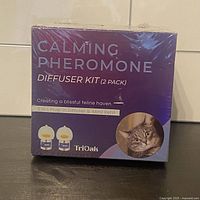 CALMING
PHEROMONE
DIFFUSER KIT (2 PACK)
Creating a blissful feline haven
TriOak